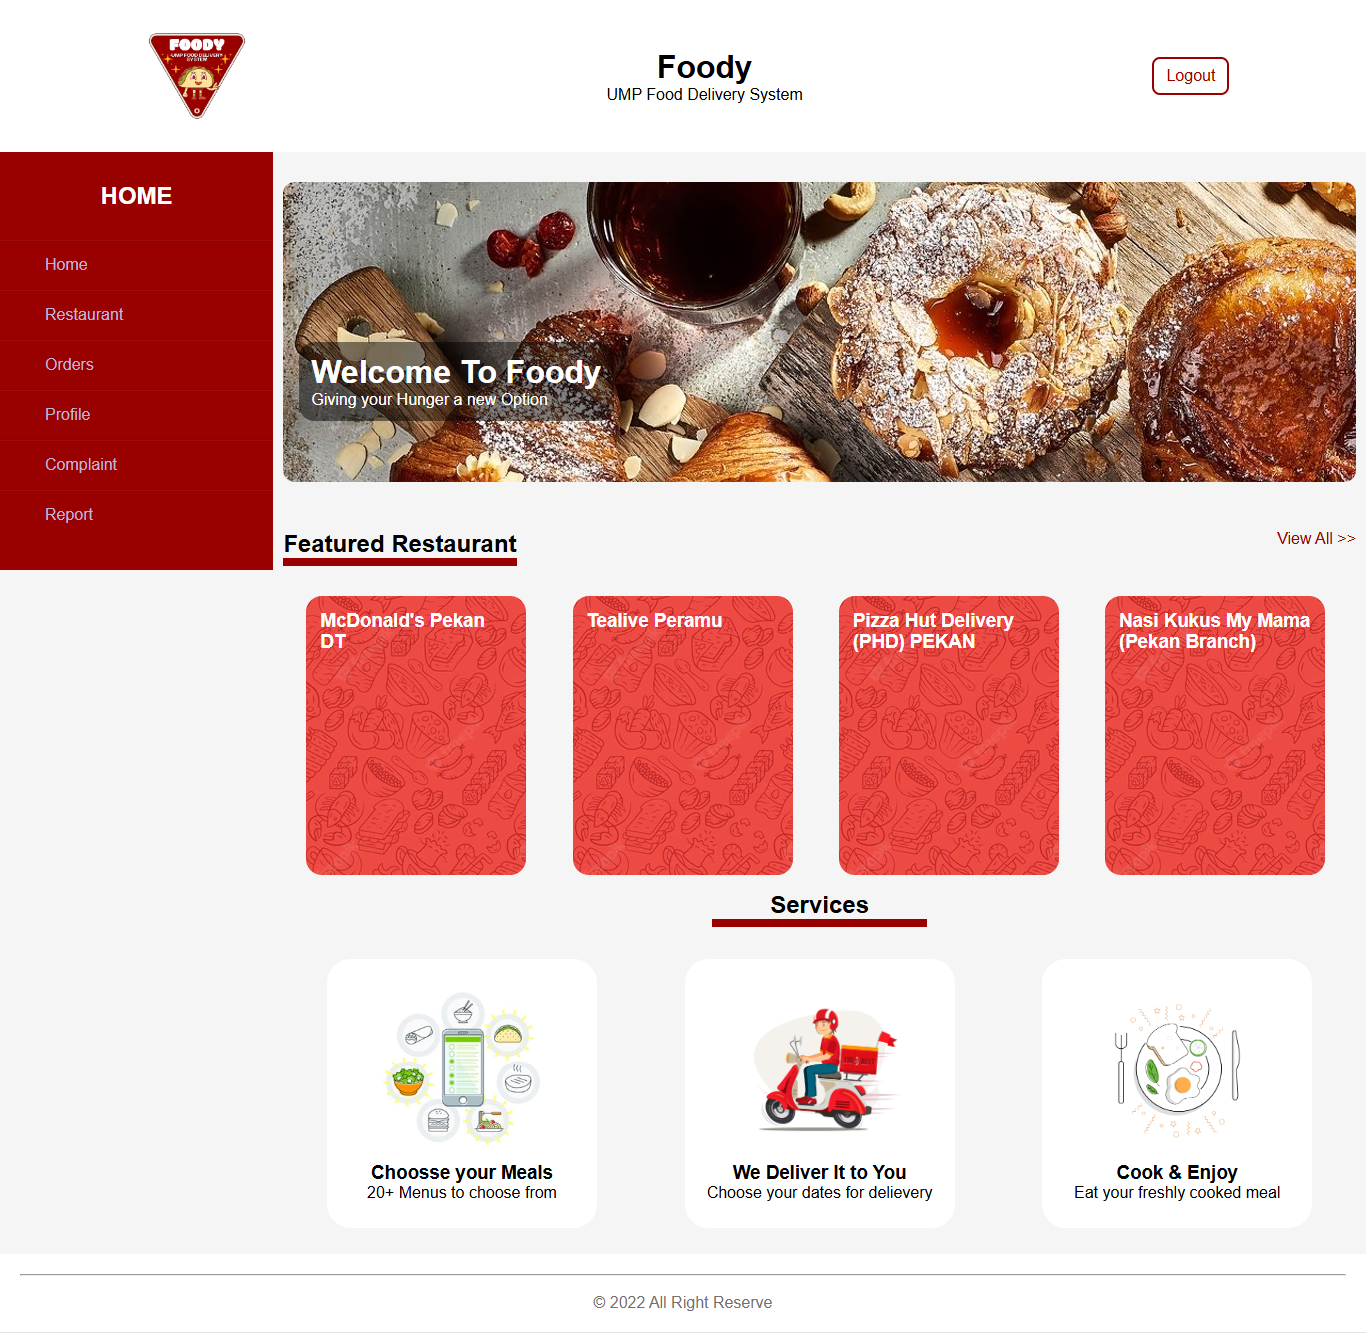 FOODY
UMP FOOD DELIVERY
SYSTEM
Foody
UMP Food Delivery System
Logout
HOME
Home
Restaurant
Orders
Profile
Complaint
Report
Welcome To Foody
Giving your Hunger a new Option
Featured Restaurant
View All >>
McDonald's Pekan
DT
Tealive Peramu
Pizza Hut Delivery
(PHD) PEKAN
Nasi Kukus My Mama
(Pekan Branch)
Services
Choosse your Meals
20+ Menus to choose from
We Deliver It to You
Choose your dates for delievery
Cook & Enjoy
Eat your freshly cooked meal
© 2022 All Right Reserve